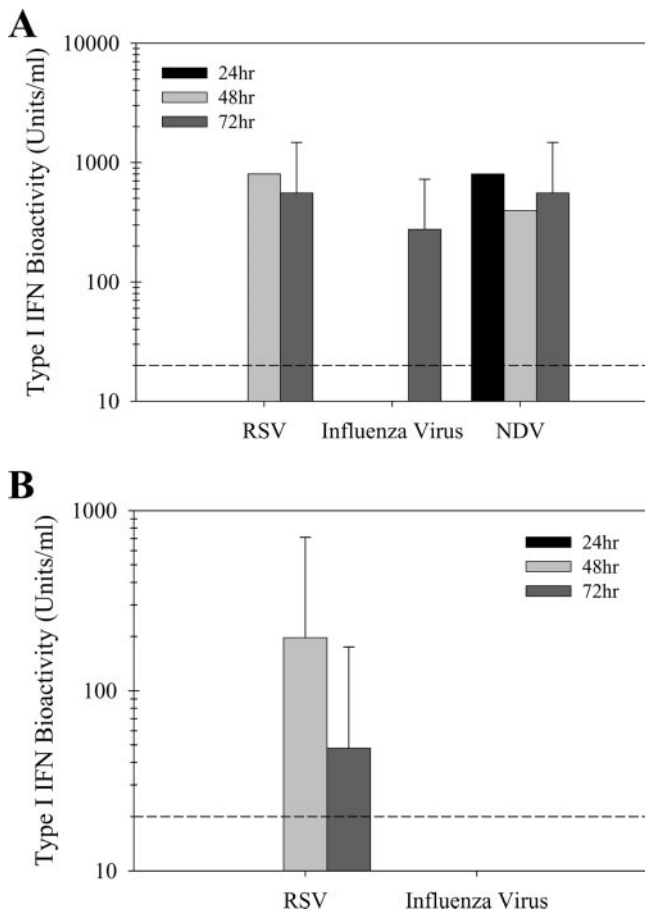 A
Type I IFN Bioactivity (Units/ml)
10000
1000
100
10
24hr
48hr
72hr
RSV Influenza Virus NDV
B
Type I IFN Bioactivity (Units/ml)
1000
100
10
24hr
48hr
72hr
RSV Influenza Virus